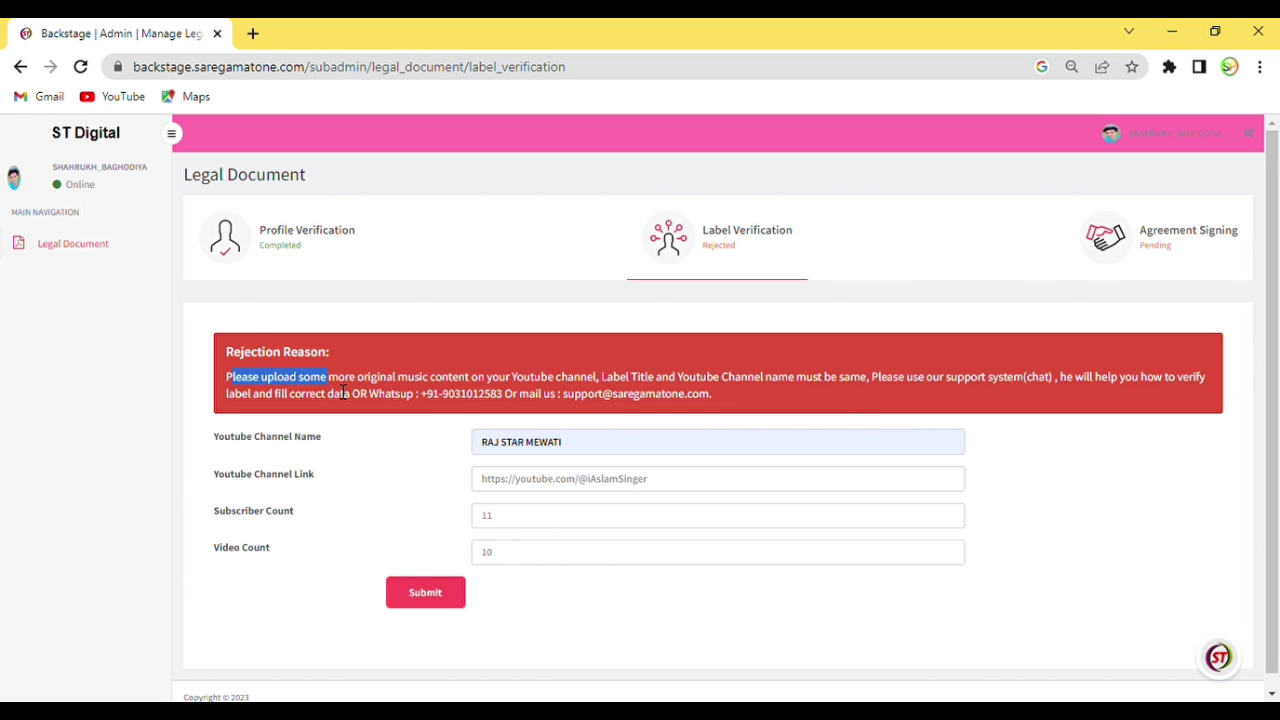 ST
Backstage | Admin | Manage Leg
backstage.saregamatone.com/subadmin/legal_document/label_verification
Gmail
YouTube
Maps
ST Digital
SHAHRUKH_BAGHODIYA
SHAHRUKH_BAGHODIYA
Online
MAIN NAVIGATION
Legal Document
Legal Document
Profile Verification
Completed
Label Verification
Rejected
Agreement Signing
Pending
Rejection Reason:
Please upload some more original music content on your Youtube channel, Label Title and Youtube Channel name must be same, Please use our support system(chat) , he will help you how to verify
label and fill correct data OR Whatsup : +91-9031012583 Or mail us : support@saregamatone.com.
Youtube Channel Name
RAJ STAR MEWATI
Youtube Channel Link
https://youtube.com/@iAslamSinger
Subscriber Count
11
Video Count
10
Submit
ST
Copyright © 2023